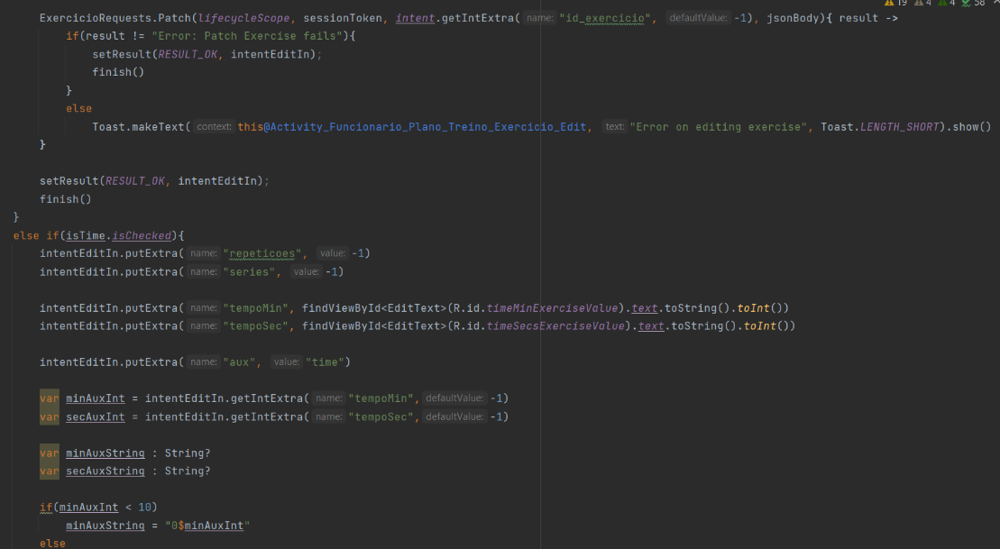 19 4 4 58
ExercicioRequests.Patch(lifecycleScope, sessionToken, intent.getIntExtra( name: "id_exercicio", defaultValue: -1), jsonBody){ result ->
if(result != "Error: Patch Exercise fails"){
setResult(RESULT_OK, intentEditIn);
finish()
}
else
Toast.makeText( context: this@Activity_Funcionario_Plano_Treino_Exercicio_Edit, text: "Error on editing exercise", Toast.LENGTH_SHORT).show()
}
setResult(RESULT_OK, intentEditIn);
finish()
}
else if(isTime.isChecked){
intentEditIn.putExtra( name: "repeticoes", value: -1)
intentEditIn.putExtra( name: "series", value: -1)
intentEditIn.putExtra( name: "tempoMin", findViewById<EditText>(R.id.timeMinExerciseValue).text.toString().toInt())
intentEditIn.putExtra( name: "tempoSec", findViewById<EditText>(R.id.timeSecsExerciseValue).text.toString().toInt())
intentEditIn.putExtra( name: "aux", value: "time")
var minAuxInt = intentEditIn.getIntExtra( name: "tempoMin", defaultValue: -1)
var secAuxInt = intentEditIn.getIntExtra( name: "tempoSec", defaultValue: -1)
var minAuxString : String?
var secAuxString : String?
if(minAuxInt < 10)
minAuxString = "0$minAuxInt"
else